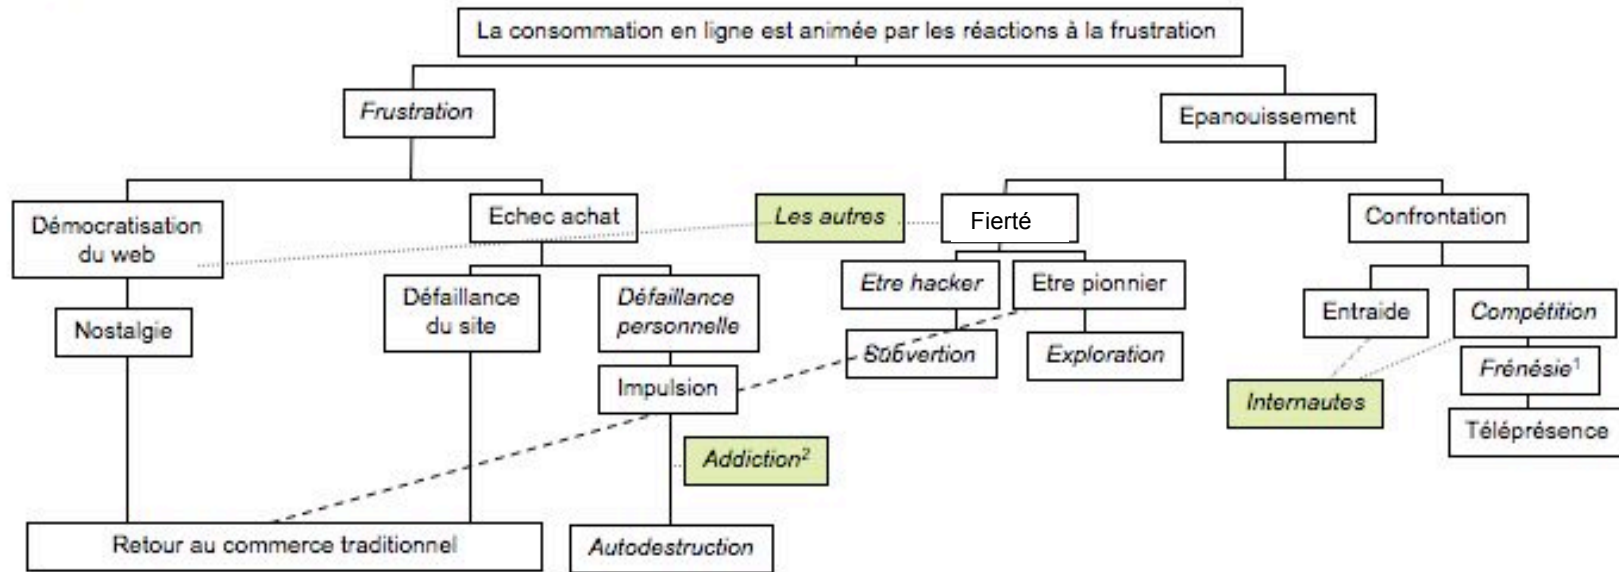 La consommation en ligne est animée par les réactions à la frustration
Frustration
Epanouissement
Démocratisation
du web
Echec achat
Les autres
Fierté
Confrontation
Nostalgie
Défaillance
du site
Défaillance
personnelle
Etre hacker
Etre pionnier
Entraide
Compétition
Subvertion
Exploration
Frénésie¹
Impulsion
Internautes
Téléprésence
Addiction²
Retour au commerce traditionnel
Autodestruction